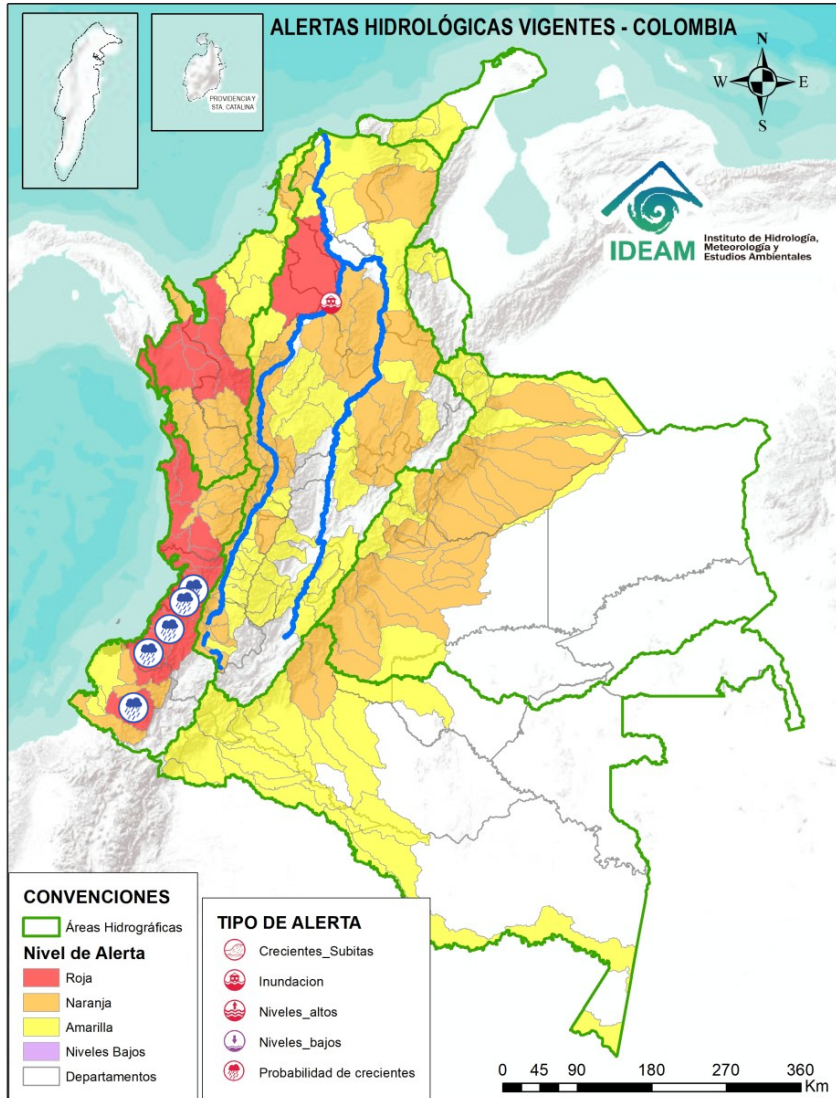 ALERTAS HIDROLÓGICAS VIGENTES - COLOMBIA
PROVIDENCIA Y
STA. CATALINA
N
W
E
S
IDEAM
Instituto de Hidrología,
Meteorología y
Estudios Ambientales
CONVENCIONES
Áreas Hidrográficas
Nivel de Alerta
Roja
Naranja
Amarilla
Niveles Bajos
Departamentos
TIPO DE ALERTA
Crecientes_Subitas
Inundacion
Niveles_altos
Niveles_bajos
Probabilidad de crecientes
0 45 90 180 270 360
Km